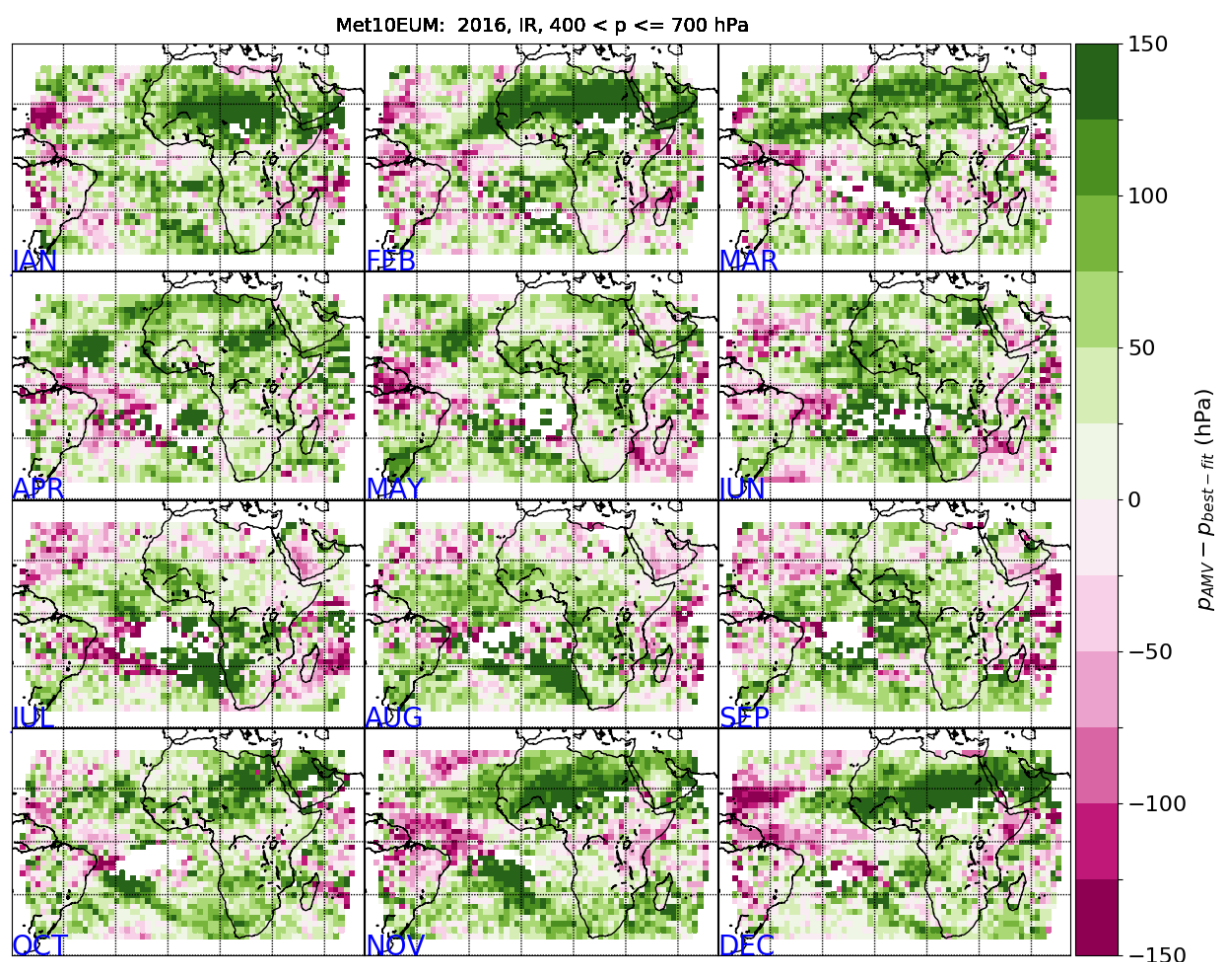 Met10EUM:  2016, IR, 400 < p <= 700 hPa
JAN
FEB
MAR
APR
MAY
JUN
JUL
AUG
SEP
OCT
NOV
DEC
150
100
50
0
−50
−100
−150
p_AMV − p_best−fit (hPa)